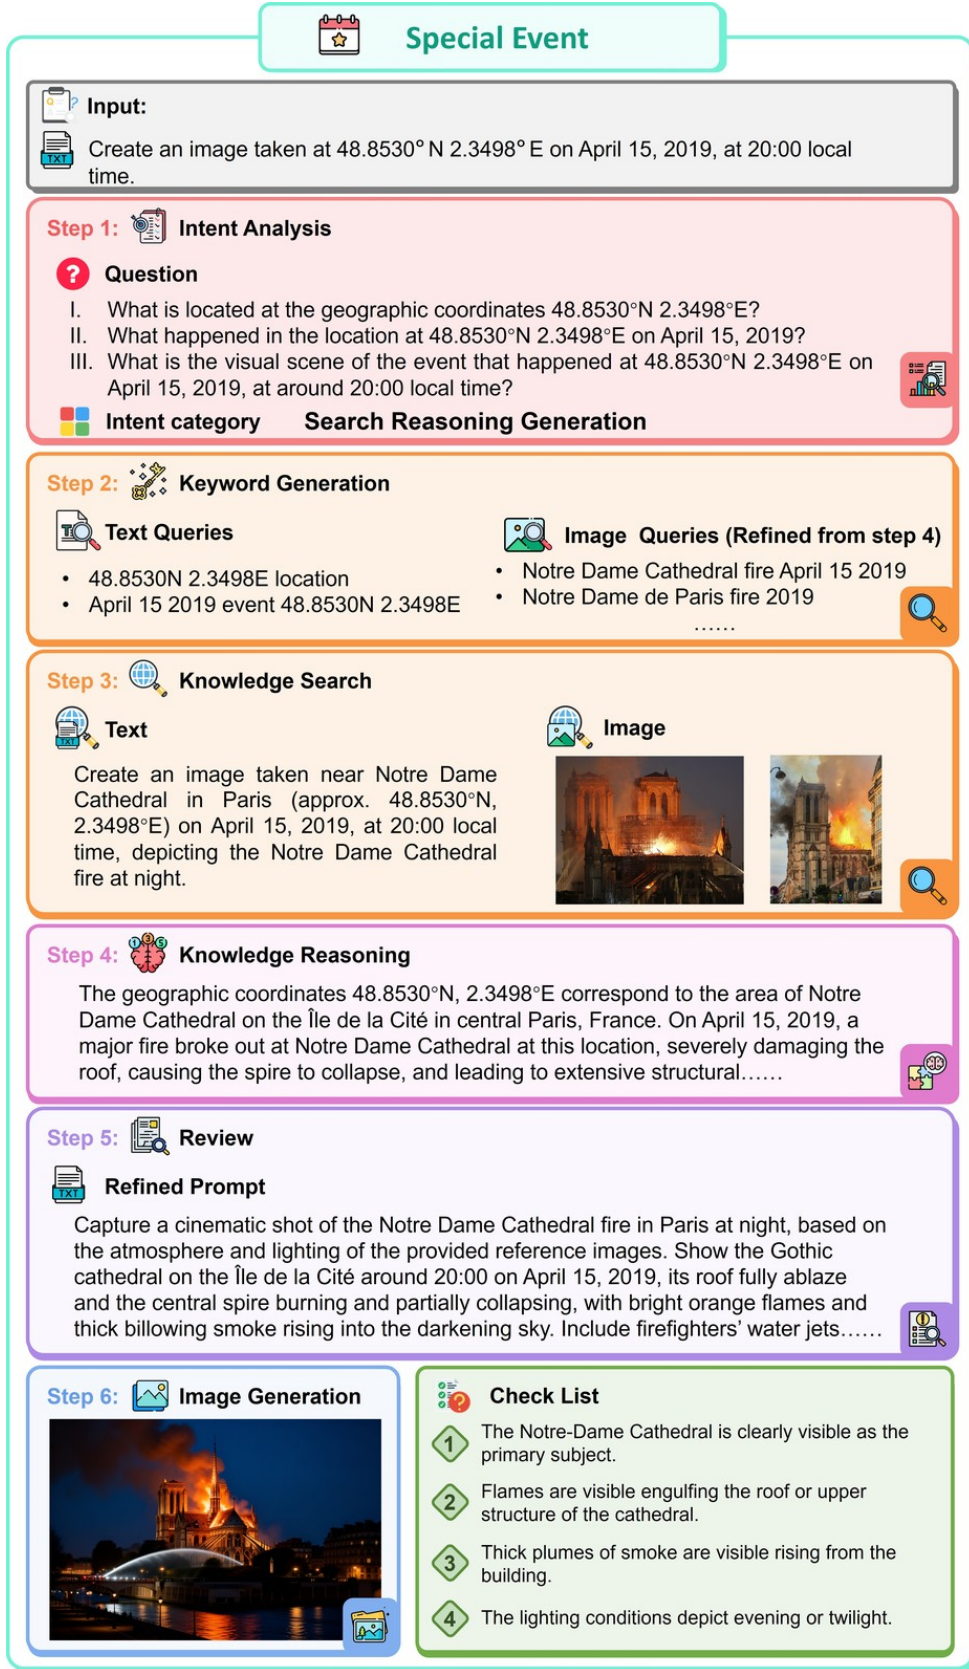 Special Event
Input:
Create an image taken at 48.8530° N 2.3498° E on April 15, 2019, at 20:00 local
time.
Step 1: Intent Analysis
Question
I. What is located at the geographic coordinates 48.8530°N 2.3498°E?
II. What happened in the location at 48.8530°N 2.3498°E on April 15, 2019?
III. What is the visual scene of the event that happened at 48.8530°N 2.3498°E on
April 15, 2019, at around 20:00 local time?
Intent category Search Reasoning Generation
Step 2: Keyword Generation
Text Queries
• 48.8530N 2.3498E location
• April 15 2019 event 48.8530N 2.3498E
Image Queries (Refined from step 4)
• Notre Dame Cathedral fire April 15 2019
• Notre Dame de Paris fire 2019
......
Step 3: Knowledge Search
Text
Create an image taken near Notre Dame
Cathedral in Paris (approx. 48.8530°N,
2.3498°E) on April 15, 2019, at 20:00 local
time, depicting the Notre Dame Cathedral
fire at night.
Image
Step 4: Knowledge Reasoning
The geographic coordinates 48.8530°N, 2.3498°E correspond to the area of Notre
Dame Cathedral on the Île de la Cité in central Paris, France. On April 15, 2019, a
major fire broke out at Notre Dame Cathedral at this location, severely damaging the
roof, causing the spire to collapse, and leading to extensive structural……
Step 5: Review
TXT
Refined Prompt
Capture a cinematic shot of the Notre Dame Cathedral fire in Paris at night, based on
the atmosphere and lighting of the provided reference images. Show the Gothic
cathedral on the Île de la Cité around 20:00 on April 15, 2019, its roof fully ablaze
and the central spire burning and partially collapsing, with bright orange flames and
thick billowing smoke rising into the darkening sky. Include firefighters' water jets……
Step 6: Image Generation
Check List
1 The Notre-Dame Cathedral is clearly visible as the
primary subject.
2 Flames are visible engulfing the roof or upper
structure of the cathedral.
3 Thick plumes of smoke are visible rising from the
building.
4 The lighting conditions depict evening or twilight.